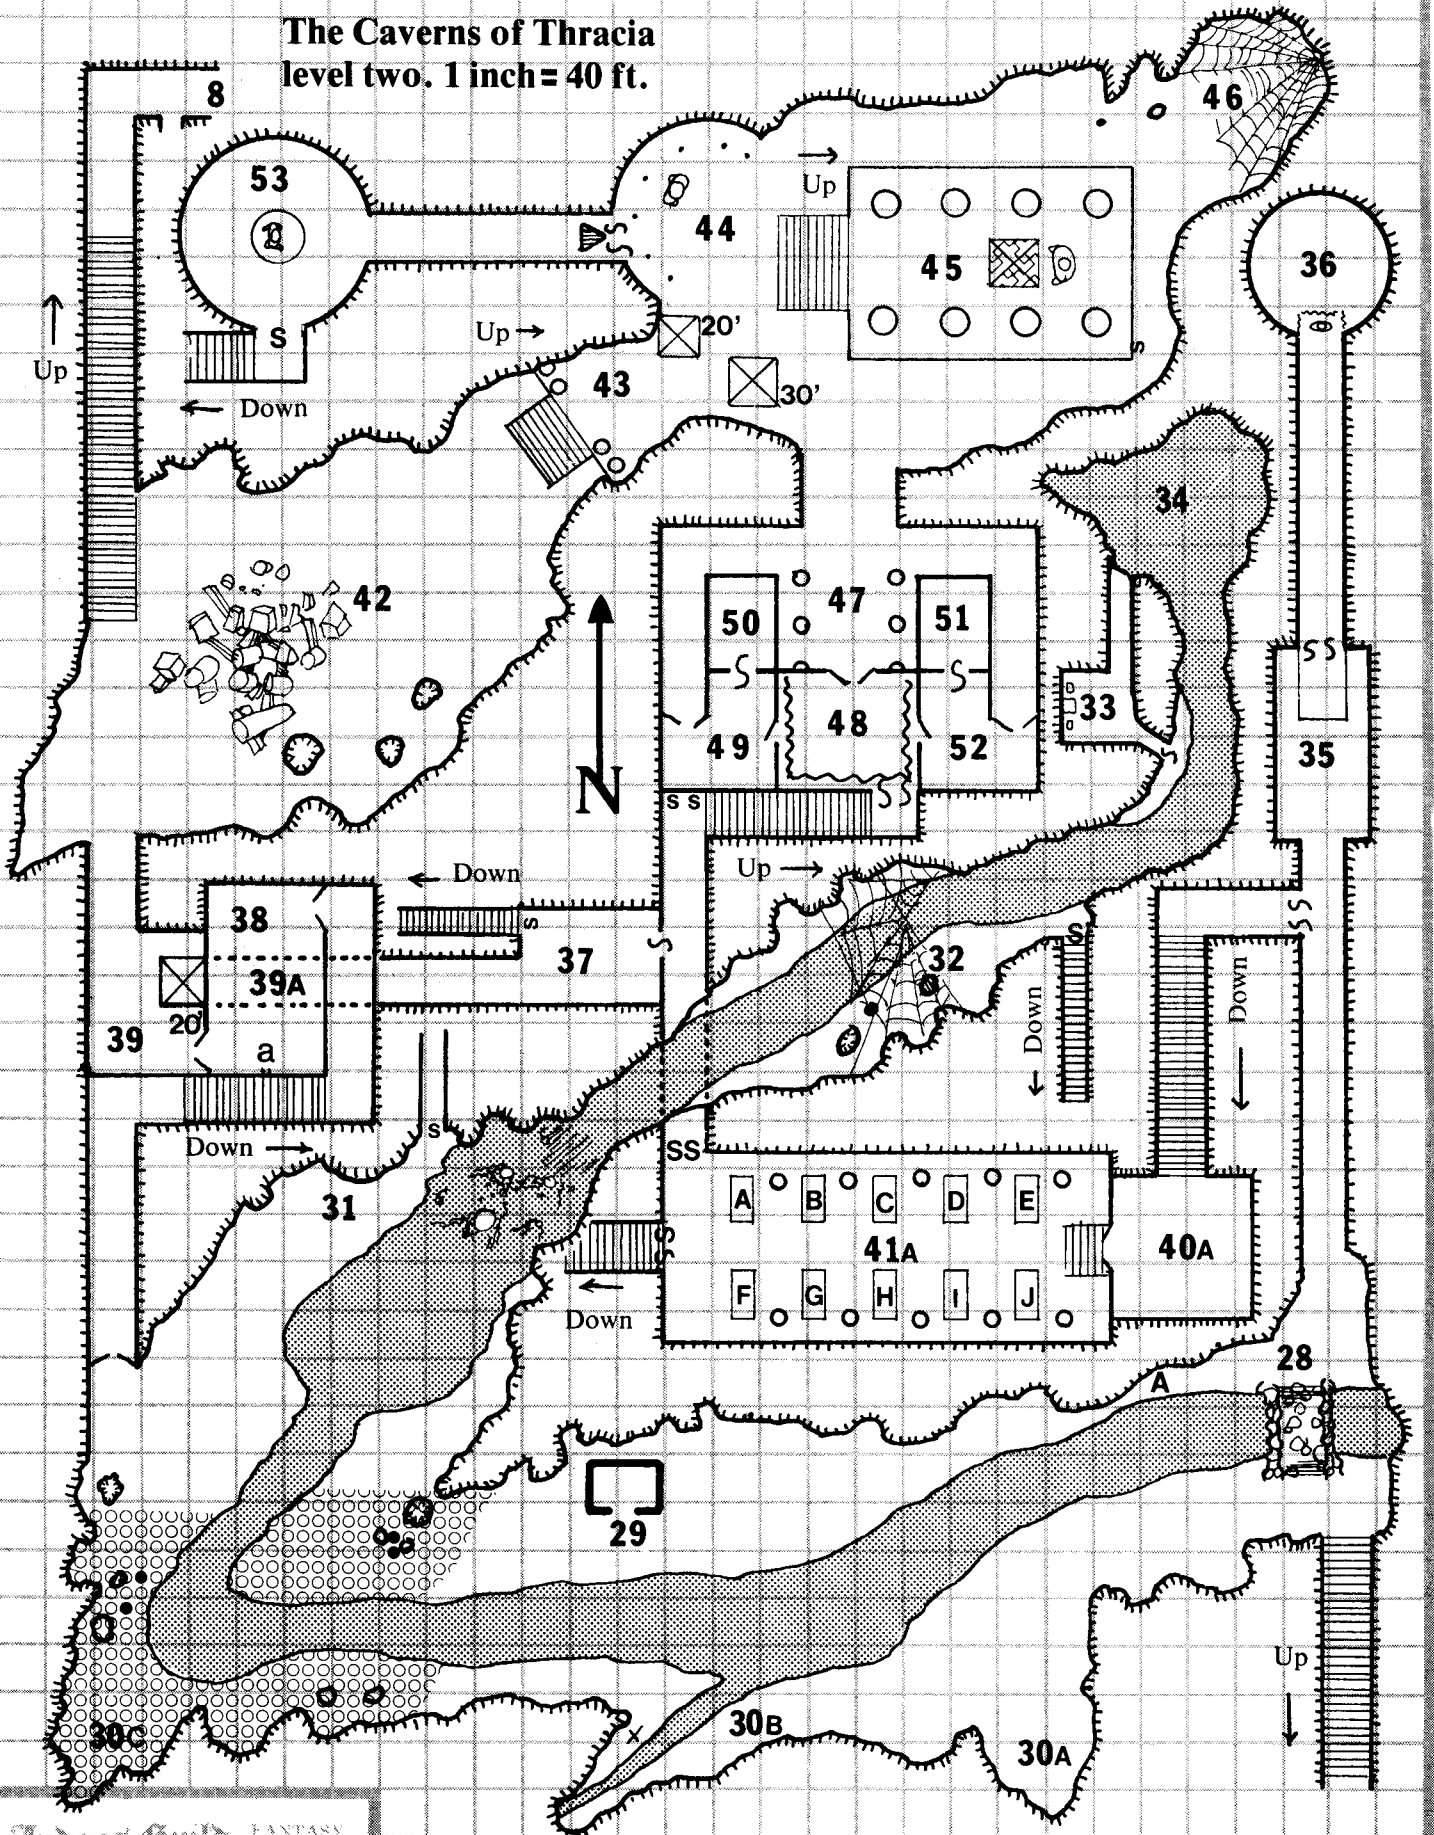 The Caverns of Thracia
level two. 1 inch = 40 ft.
8
46
53
Up
44
45
36
S
Up
20'
s
Up
Down
43
30'
34
42
50
47
51
33
N
49
48
52
35
s s
Down
Up
38
s
37
S
32
39A
20'
39
a
Down
Down
s
Down
SS
31
A
B
C
D
E
41A
40A
F
G
H
I
J
Down
28
A
29
Up
30C
X
30B
30A
Guild
FANTASY